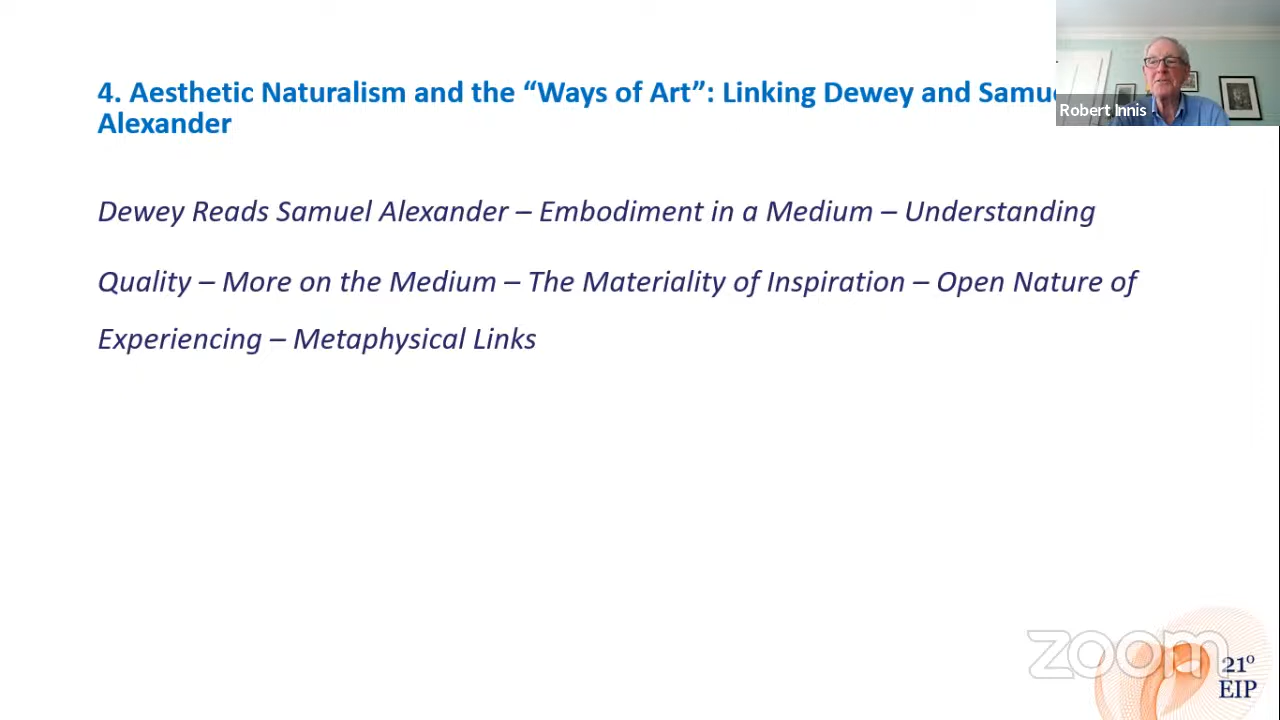 4. Aesthetic Naturalism and the “Ways of Art”: Linking Dewey and Samue
Alexander
Robert Innis
Dewey Reads Samuel Alexander – Embodiment in a Medium – Understanding
Quality – More on the Medium – The Materiality of Inspiration – Open Nature of
Experiencing – Metaphysical Links
zoom
21º
EIP